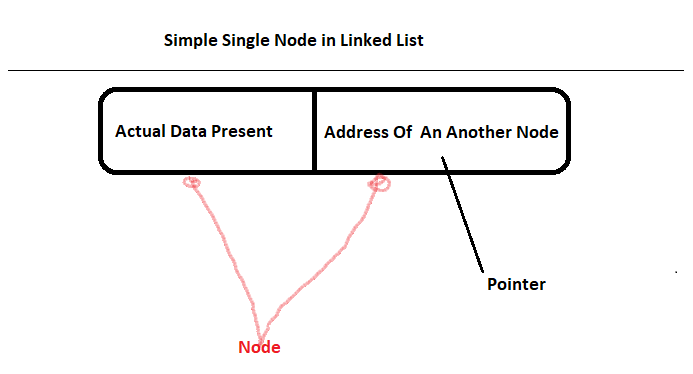 Simple Single Node in Linked List
Actual Data Present
Address Of An Another Node
Pointer
Node